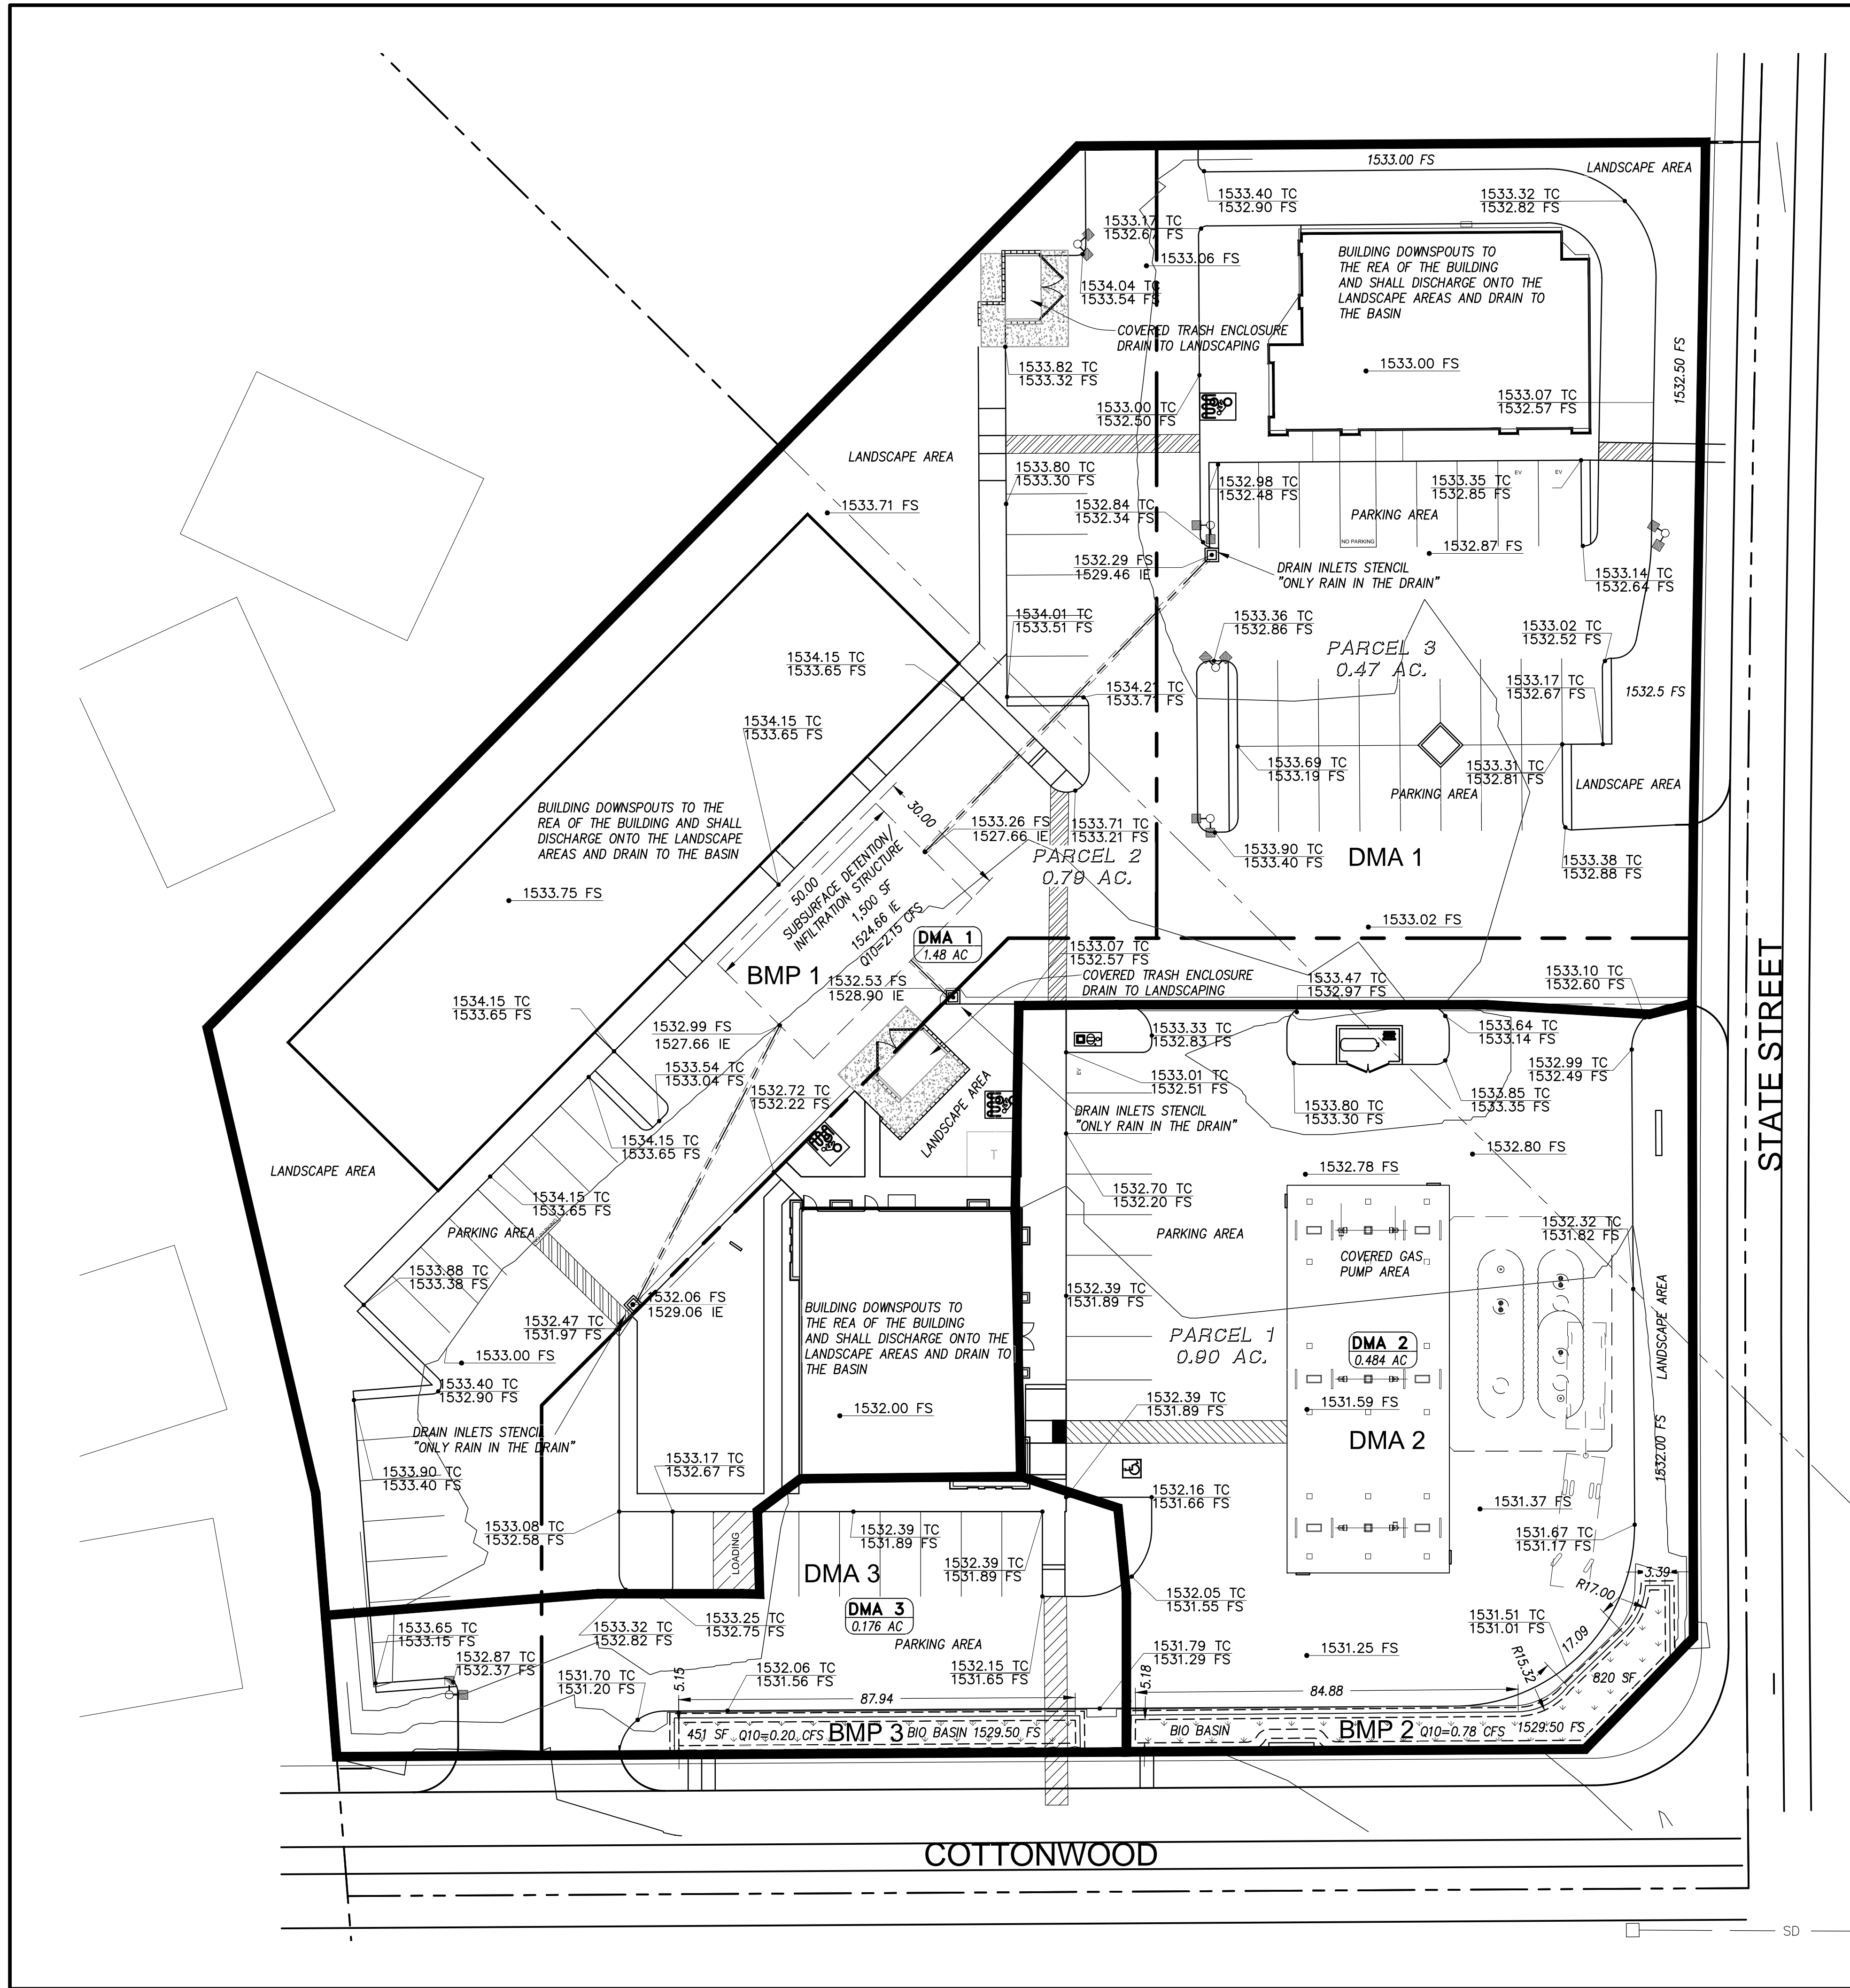 1533.00 FS
LANDSCAPE AREA
1533.40 TC
1532.90 FS
1533.32 TC
1532.82 FS
1533.17 TC
1532.67 FS
1533.06 FS
BUILDING DOWNSPOUTS TO
THE REA OF THE BUILDING
AND SHALL DISCHARGE ONTO THE
LANDSCAPE AREAS AND DRAIN TO
THE BASIN
1534.04 TC
1533.54 FS
COVERED TRASH ENCLOSURE
DRAIN TO LANDSCAPING
1533.82 TC
1533.32 FS
1533.00 FS
1532.50 FS
1533.00 TC
1532.50 FS
1533.07 TC
1532.57 FS
LANDSCAPE AREA
1533.80 TC
1533.30 FS
1532.98 TC
1532.48 FS
1533.35 TC
1532.85 FS
EV
EV
1533.71 FS
1532.84 TC
1532.34 FS
PARKING AREA
NO PARKING
1532.87 FS
1532.29 FS
1529.46 IE
DRAIN INLETS STENCIL
"ONLY RAIN IN THE DRAIN"
1533.14 TC
1532.64 FS
1534.01 TC
1533.51 FS
1533.36 TC
1532.86 FS
1533.02 TC
1532.52 FS
PARCEL 3
0.47 AC.
1534.15 TC
1533.65 FS
1534.21 TC
1533.71 FS
1533.17 TC
1532.67 FS
1532.5 FS
1534.15 TC
1533.65 FS
1533.69 TC
1533.19 FS
1533.31 TC
1532.81 FS
LANDSCAPE AREA
PARKING AREA
BUILDING DOWNSPOUTS TO THE
REA OF THE BUILDING AND SHALL
DISCHARGE ONTO THE LANDSCAPE
AREAS AND DRAIN TO THE BASIN
30.00
1533.26 FS
1527.66 IE
1533.71 TC
1533.21 FS
PARCEL 2
0.79 AC.
1533.90 TC
1533.40 FS
DMA 1
1533.38 TC
1532.88 FS
1533.75 FS
50.00
SUBSURFACE DETENTION/
INFILTRATION STRUCTURE
1,500 SF
1524.66 IE
Q10=2.15 CFS
1533.02 FS
DMA 1
1.48 AC
BMP 1
1533.07 TC
1532.57 FS
COVERED TRASH ENCLOSURE
DRAIN TO LANDSCAPING
1532.53 FS
1528.90 IE
1533.47 TC
1532.97 FS
1533.10 TC
1532.60 FS
STATE STREET
1534.15 TC
1533.65 FS
1532.99 FS
1527.66 IE
1533.33 TC
1532.83 FS
1533.64 TC
1533.14 FS
1533.54 TC
1533.04 FS
1532.72 TC
1532.22 FS
LANDSCAPE AREA
EV
1533.01 TC
1532.51 FS
1532.99 TC
1532.49 FS
1533.85 TC
1533.35 FS
1533.80 TC
1533.30 FS
DRAIN INLETS STENCIL
"ONLY RAIN IN THE DRAIN"
1534.15 TC
1533.65 FS
T
LANDSCAPE AREA
1532.80 FS
1532.78 FS
1534.15 TC
1533.65 FS
1532.70 TC
1532.20 FS
PARKING AREA
PARKING AREA
1532.32 TC
1531.82 FS
COVERED GAS
PUMP AREA
1533.88 TC
1533.38 FS
1532.39 TC
1531.89 FS
LANDSCAPE AREA
1532.06 FS
1529.06 IE
1532.47 TC
1531.97 FS
BUILDING DOWNSPOUTS TO
THE REA OF THE BUILDING
AND SHALL DISCHARGE ONTO THE
LANDSCAPE AREAS AND DRAIN TO
THE BASIN
PARCEL 1
0.90 AC.
DMA 2
0.484 AC
1533.00 FS
1533.40 TC
1532.90 FS
1532.39 TC
1531.89 FS
1531.59 FS
1532.00 FS
DRAIN INLETS STENCIL
"ONLY RAIN IN THE DRAIN"
DMA 2
1532.00 FS
1533.90 TC
1533.40 FS
1533.17 TC
1532.67 FS
1532.16 TC
1531.66 FS
1531.37 FS
1533.08 TC
1532.58 FS
LOADING
1532.39 TC
1531.89 FS
1531.67 TC
1531.17 FS
DMA 3
1532.39 TC
1531.89 FS
3.39
R17.00
1532.05 TC
1531.55 FS
DMA 3
0.176 AC
1533.65 TC
1533.15 FS
1533.32 TC
1532.82 FS
1533.25 TC
1532.75 FS
PARKING AREA
1531.51 TC
1531.01 FS
17.09
R15.32
1532.87 TC
1532.37 FS
1531.79 TC
1531.29 FS
1531.25 FS
1531.70 TC
1531.20 FS
5.15
1532.06 TC
1531.56 FS
1532.15 TC
1531.65 FS
5.18
820 SF
87.94
84.88
451 SF Q10=0.20 CFS BMP 3 BIO BASIN 1529.50 FS
BIO BASIN BMP 2 Q10=0.78 CFS 1529.50 FS
COTTONWOOD
SD